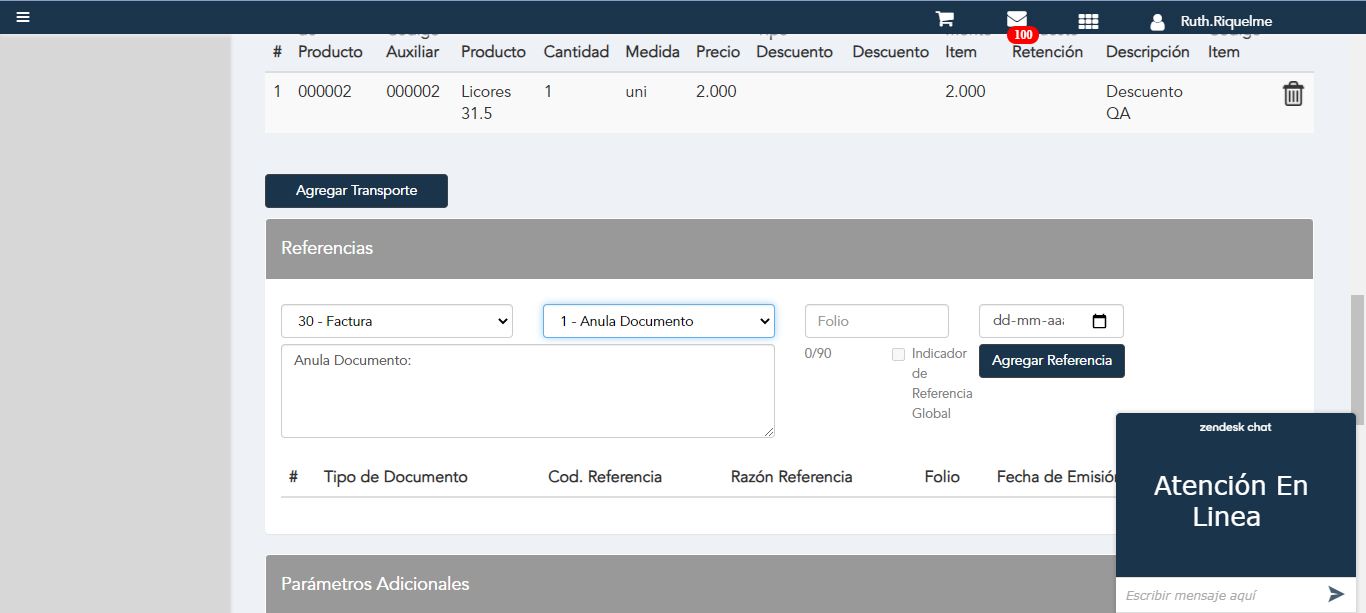 Ruth.Riquelme
100
# Producto Auxiliar Producto Cantidad Medida Precio Descuento Descuento Item Retención Descripción Item
1 000002 000002 Licores 1 uni 2.000 2.000 Descuento
31.5 QA
Agregar Transporte
Referencias
30 - Factura 1 - Anula Documento Folio dd-mm-aa
Anula Documento: 0/90 Indicador Agregar Referencia
de
Referencia
Global
zendesk chat
# Tipo de Documento Cod. Referencia Razón Referencia Folio Fecha de Emisión
Atención En
Linea
Parámetros Adicionales
Escribir mensaje aquí